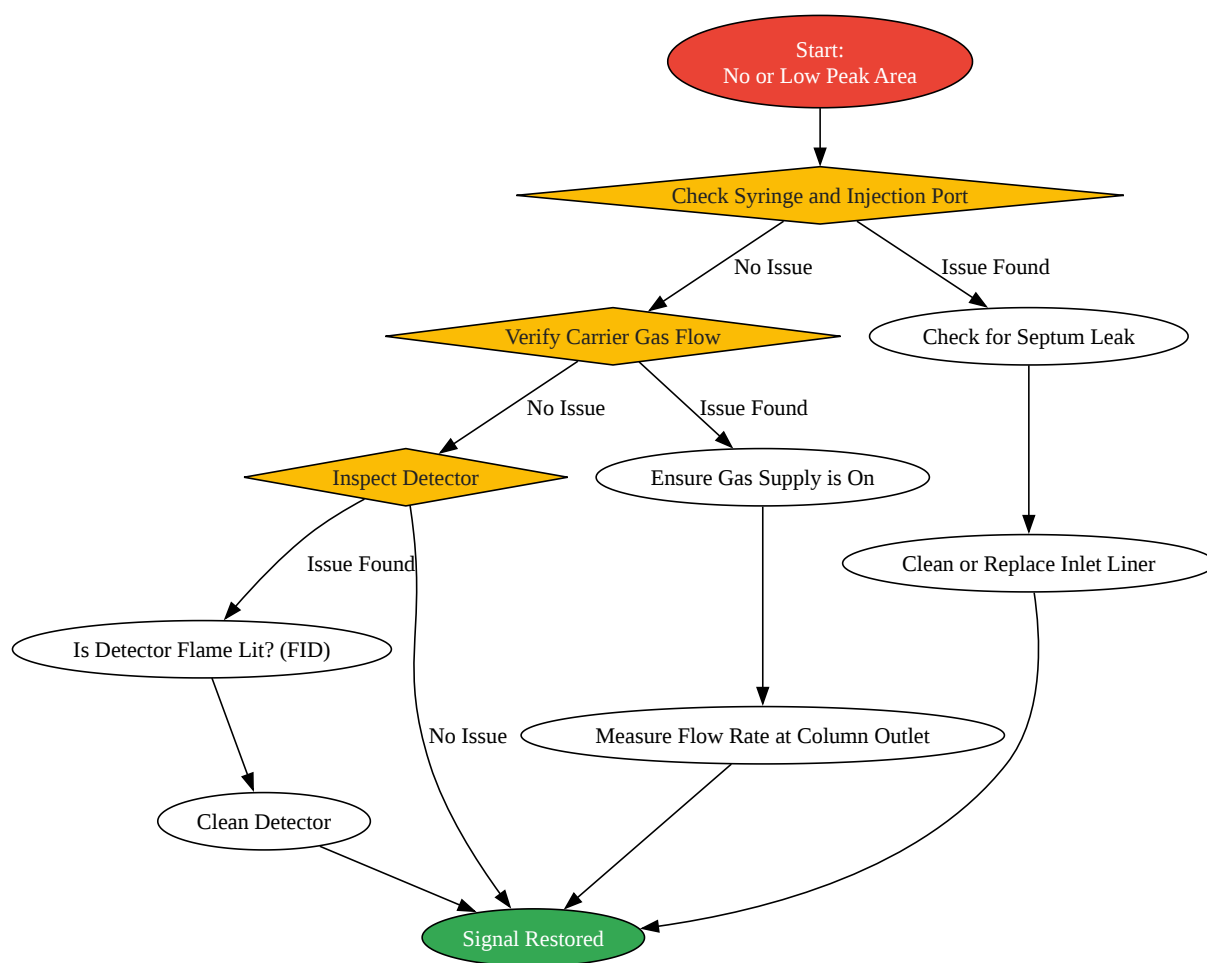 Start:
No or Low Peak Area
Check Syringe and Injection Port
No Issue
Issue Found
Verify Carrier Gas Flow
Check for Septum Leak
No Issue
Issue Found
Inspect Detector
Ensure Gas Supply is On
Issue Found
Clean or Replace Inlet Liner
Is Detector Flame Lit? (FID)
No Issue
Measure Flow Rate at Column Outlet
Clean Detector
Signal Restored